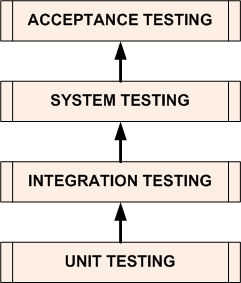 ACCEPTANCE TESTING
SYSTEM TESTING
INTEGRATION TESTING
UNIT TESTING